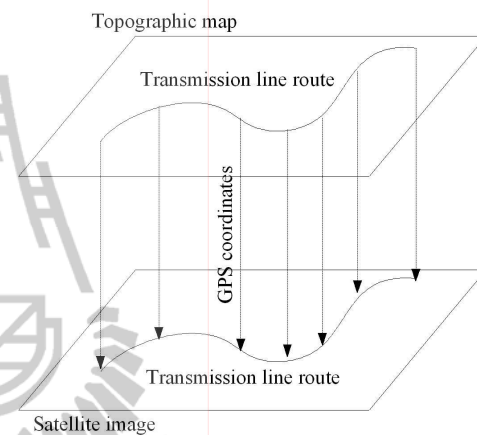 Topographic map
Transmission line route
GPS coordinates
Transmission line route
Satellite image